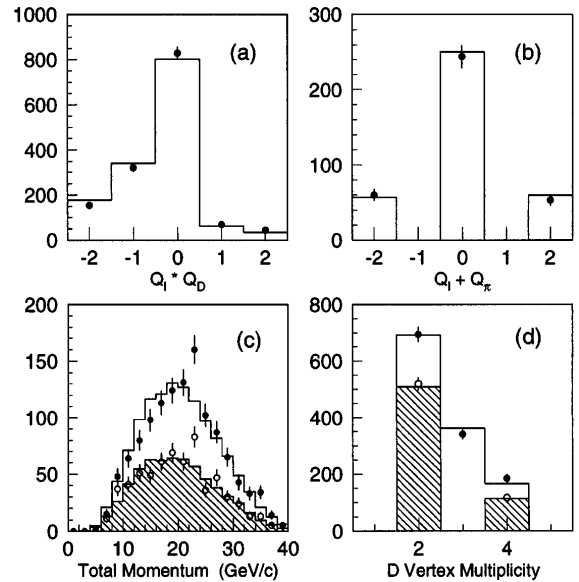 1000
800
600
400
200
0
(a)
-2 -1 0 1 2
Q_l * Q_D
300
200
100
0
(b)
-2 -1 0 1 2
Q_l + Q_π
200
150
100
50
0
(c)
0 10 20 30 40
Total Momentum (GeV/c)
800
600
400
200
0
(d)
2 4
D Vertex Multiplicity